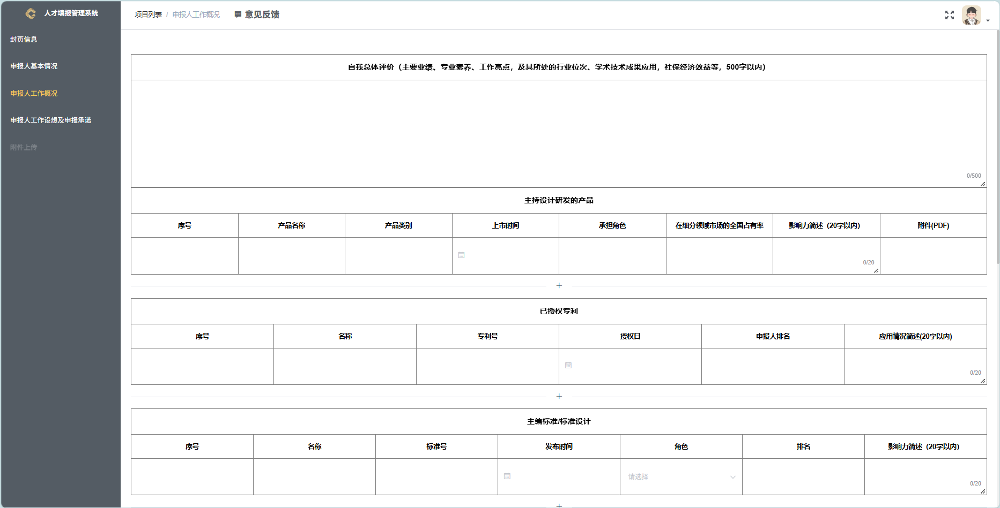 人才填报管理系统
项目列表 / 申报人工作概况 意见反馈
封页信息
申报人基本情况
申报人工作概况
申报人工作设想及申报承诺
附件上传
自我总体评价（主要业绩、专业素养、工作亮点，及其所处的行业位次、学术技术成果应用，社保经济效益等，500字以内）
0/500
主持设计研发的产品
序号 产品名称 产品类别 上市时间 承担角色 在细分领域市场的全国占有率 影响力简述（20字以内） 附件(PDF)
0/20
+
已授权专利
序号 名称 专利号 授权日 申报人排名 应用情况简述(20字以内)
0/20
+
主编标准/标准设计
序号 名称 标准号 发布时间 角色 排名 影响力简述（20字以内）
请选择
0/20
+